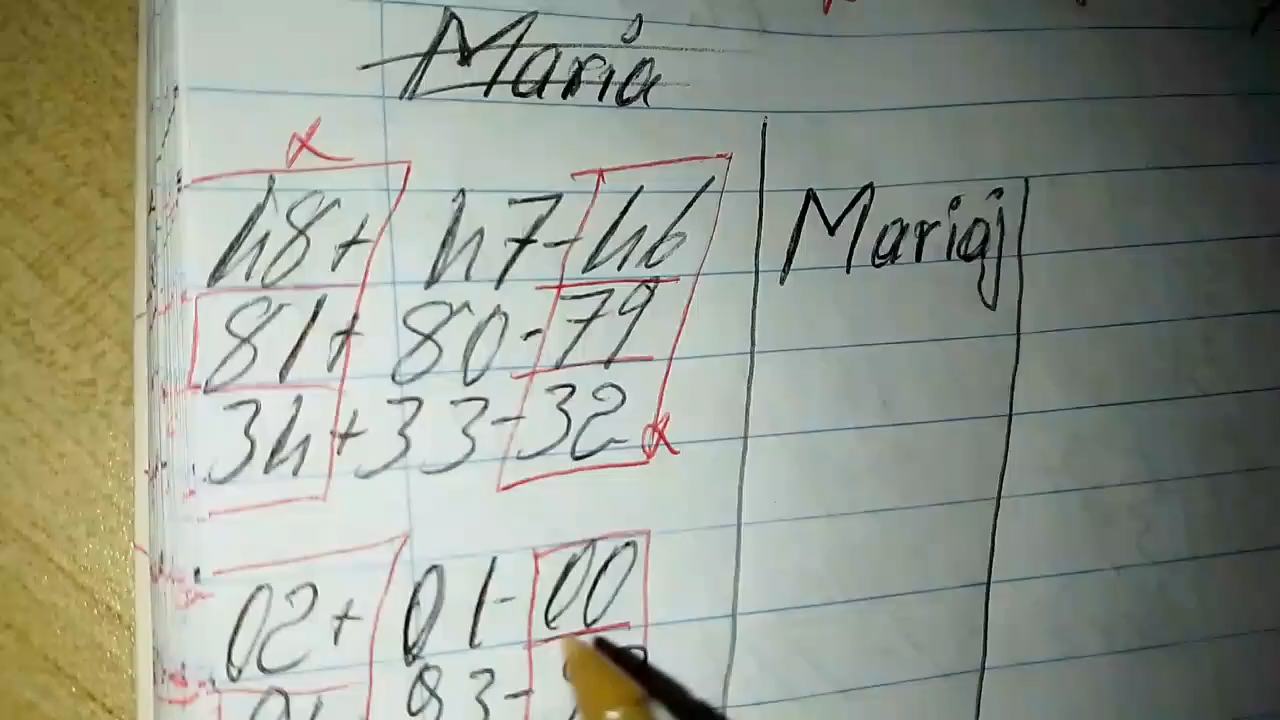 Maria
48+ 47-46
81+ 80-79
34+33-32
02+ 01-00
Mariaj